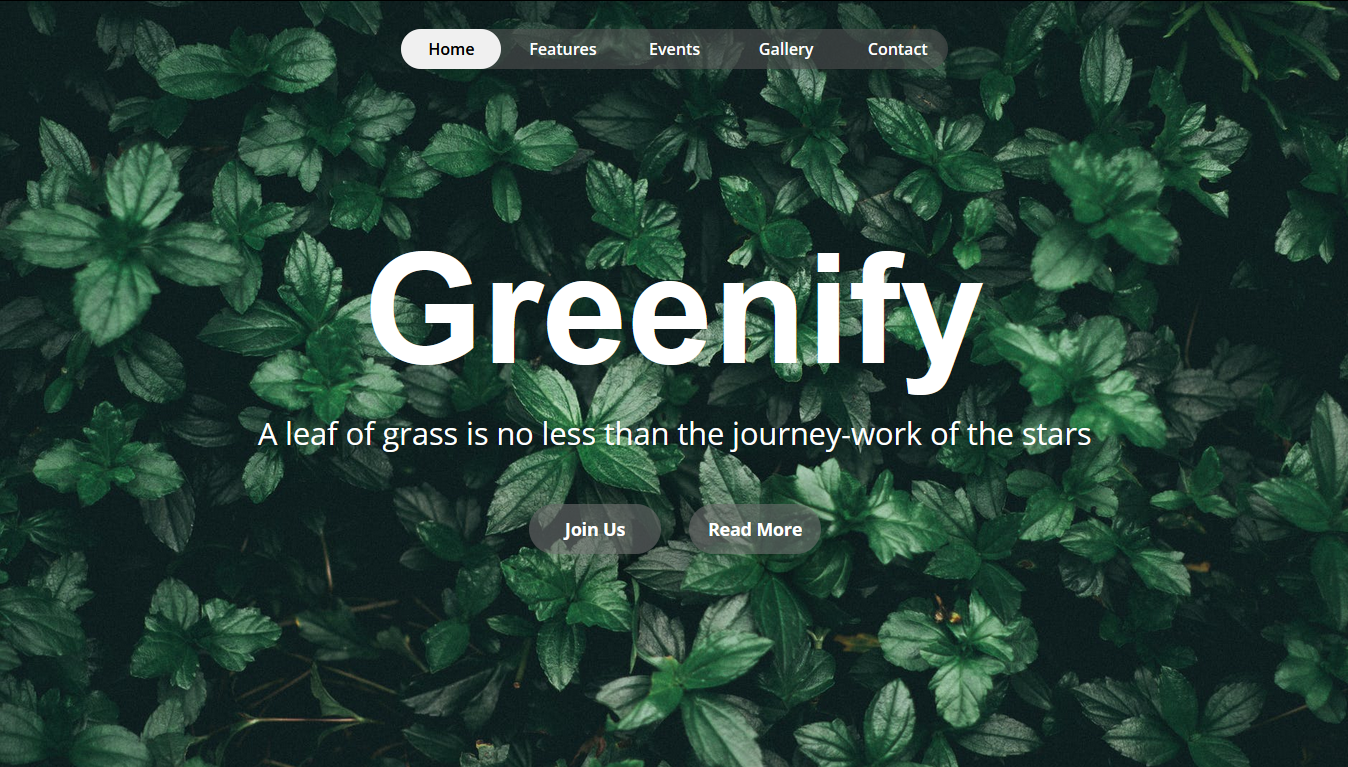 Home Features Events Gallery Contact
Greenify
A leaf of grass is no less than the journey-work of the stars
Join Us Read More